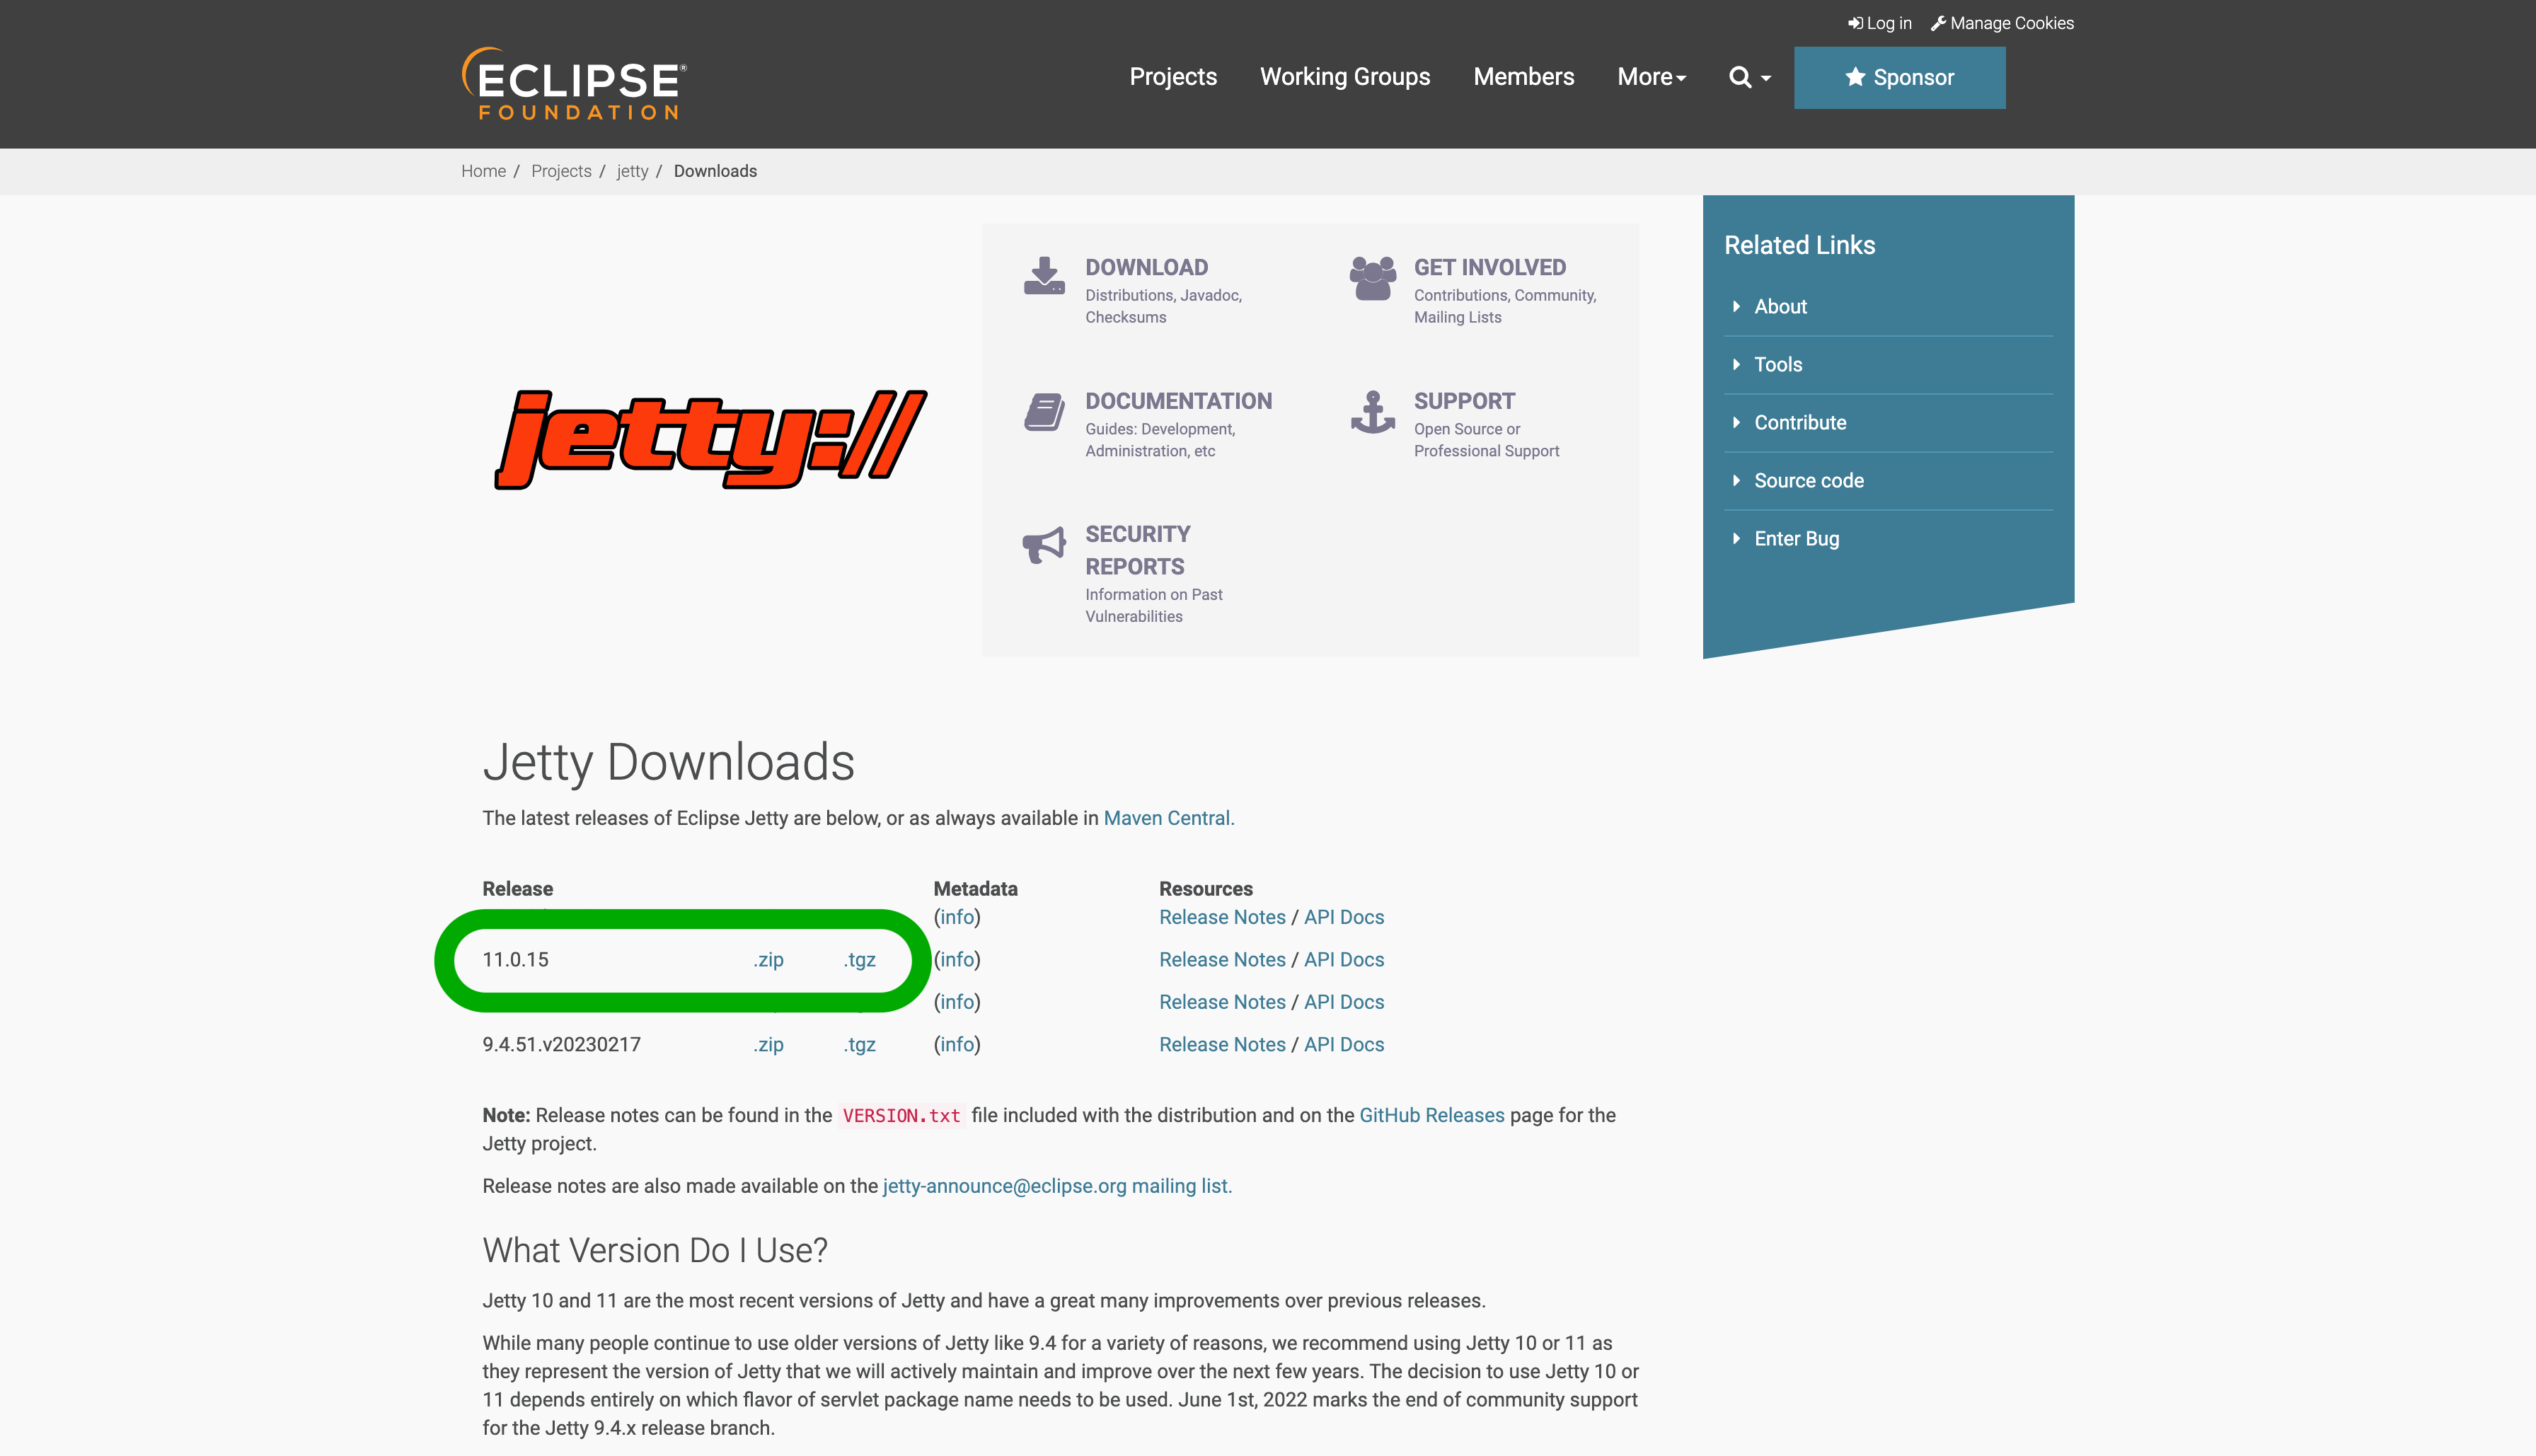 Log in Manage Cookies
ECLIPSE®
FOUNDATION
Projects Working Groups Members More Sponsor
Home / Projects / jetty / Downloads
jetty://
DOWNLOAD
Distributions, Javadoc,
Checksums
GET INVOLVED
Contributions, Community,
Mailing Lists
DOCUMENTATION
Guides: Development,
Administration, etc
SUPPORT
Open Source or
Professional Support
SECURITY
REPORTS
Information on Past
Vulnerabilities
Related Links
About
Tools
Contribute
Source code
Enter Bug
Jetty Downloads
The latest releases of Eclipse Jetty are below, or as always available in Maven Central.
Release Metadata Resources
(info) Release Notes / API Docs
11.0.15 .zip .tgz (info) Release Notes / API Docs
(info) Release Notes / API Docs
9.4.51.v20230217 .zip .tgz (info) Release Notes / API Docs
Note: Release notes can be found in the VERSION.txt file included with the distribution and on the GitHub Releases page for the
Jetty project.
Release notes are also made available on the jetty-announce@eclipse.org mailing list.
What Version Do I Use?
Jetty 10 and 11 are the most recent versions of Jetty and have a great many improvements over previous releases.
While many people continue to use older versions of Jetty like 9.4 for a variety of reasons, we recommend using Jetty 10 or 11 as
they represent the version of Jetty that we will actively maintain and improve over the next few years. The decision to use Jetty 10 or
11 depends entirely on which flavor of servlet package name needs to be used. June 1st, 2022 marks the end of community support
for the Jetty 9.4.x release branch.